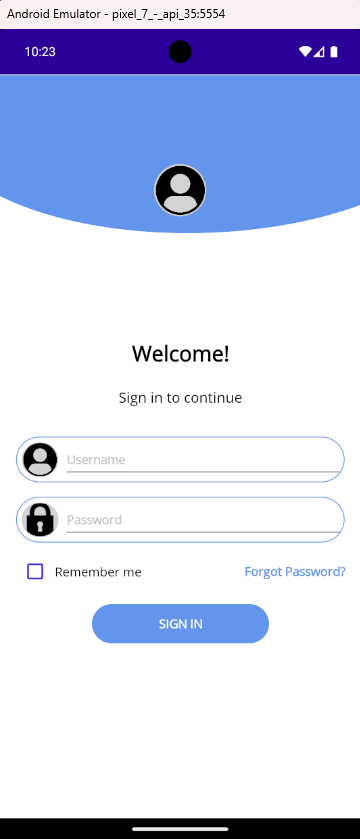 Android Emulator - pixel_7_-_api_35:5554
10:23
Welcome!
Sign in to continue
Username
Password
Remember me
Forgot Password?
SIGN IN